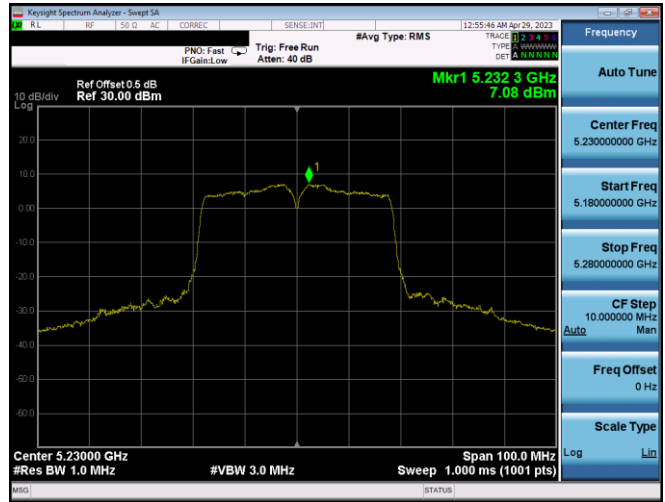 Keysight Spectrum Analyzer - Swept SA
RL RF 50 Ω AC CORREC SENSE:INT 12:55:46 AM Apr 29, 2023
#Avg Type: RMS
TRACE 1 2 3 4 5 6
TYPE A WWWWW
DET A N N N N N
PNO: Fast
IFGain:Low
Trig: Free Run
Atten: 40 dB
Mkr1 5.232 3 GHz
7.08 dBm
Ref Offset 0.5 dB
Ref 30.00 dBm
10 dB/div
Log
20.0
10.0
0.00
-10.0
-20.0
-30.0
-40.0
-50.0
-60.0
1
Center 5.23000 GHz
#Res BW 1.0 MHz
#VBW 3.0 MHz
Span 100.0 MHz
Sweep 1.000 ms (1001 pts)
MSG
STATUS
Frequency
Auto Tune
Center Freq
5.230000000 GHz
Start Freq
5.180000000 GHz
Stop Freq
5.280000000 GHz
CF Step
10.000000 MHz
Auto Man
Freq Offset
0 Hz
Scale Type
Log Lin